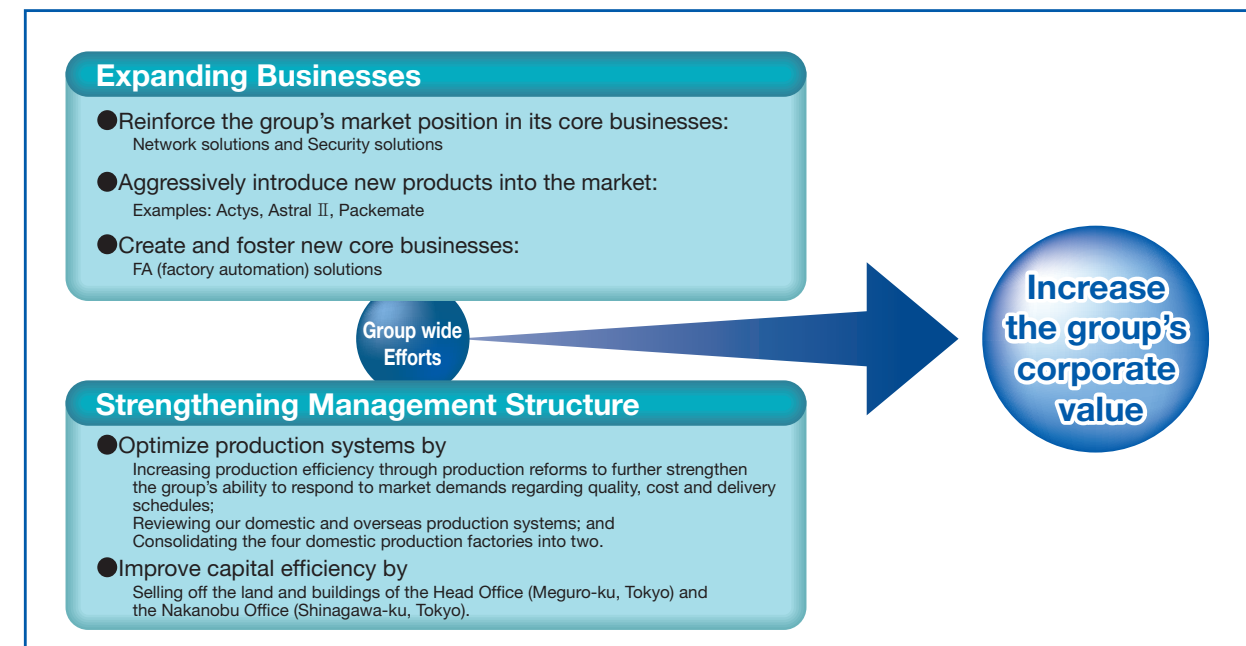 Expanding Businesses
●Reinforce the group's market position in its core businesses:
Network solutions and Security solutions
●Aggressively introduce new products into the market:
Examples: Actys, Astral Ⅱ, Packemate
●Create and foster new core businesses:
FA (factory automation) solutions
Group wide
Efforts
Increase
the group's
corporate
value
Strengthening Management Structure
●Optimize production systems by
Increasing production efficiency through production reforms to further strengthen
the group's ability to respond to market demands regarding quality, cost and delivery
schedules;
Reviewing our domestic and overseas production systems; and
Consolidating the four domestic production factories into two.
●Improve capital efficiency by
Selling off the land and buildings of the Head Office (Meguro-ku, Tokyo) and
the Nakanobu Office (Shinagawa-ku, Tokyo).